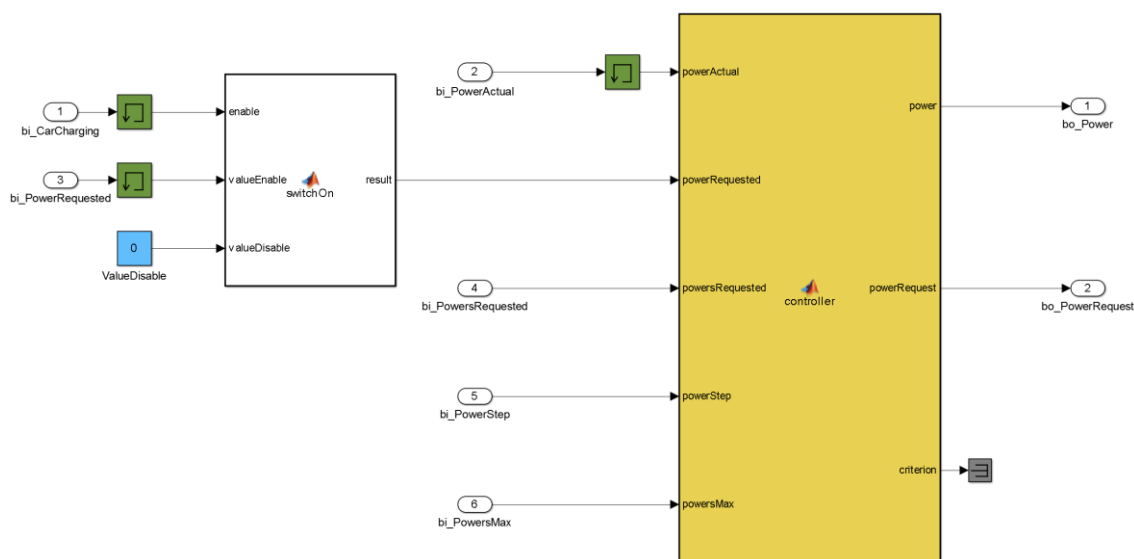 1
bi_CarCharging
3
bi_PowerRequested
0
ValueDisable
enable
valueEnable
valueDisable
switchOn
result
2
bi_PowerActual
4
bi_PowersRequested
5
bi_PowerStep
6
bi_PowersMax
powerActual
powerRequested
powersRequested
powerStep
powersMax
controller
power
powerRequest
criterion
1
bo_Power
2
bo_PowerRequest